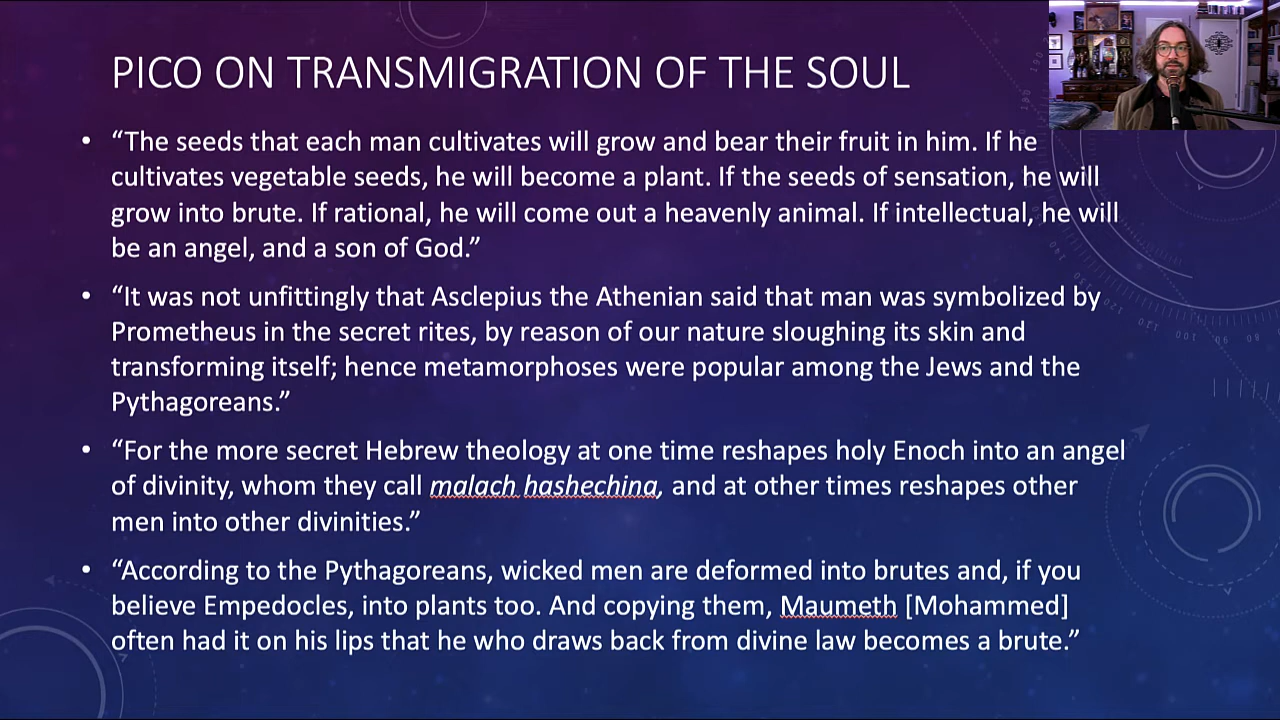 PICO ON TRANSMIGRATION OF THE SOUL
• “The seeds that each man cultivates will grow and bear their fruit in him. If he
cultivates vegetable seeds, he will become a plant. If the seeds of sensation, he will
grow into brute. If rational, he will come out a heavenly animal. If intellectual, he will
be an angel, and a son of God.”
• “It was not unfittingly that Asclepius the Athenian said that man was symbolized by
Prometheus in the secret rites, by reason of our nature sloughing its skin and
transforming itself; hence metamorphoses were popular among the Jews and the
Pythagoreans.”
• “For the more secret Hebrew theology at one time reshapes holy Enoch into an angel
of divinity, whom they call malach hashechina, and at other times reshapes other
men into other divinities.”
• “According to the Pythagoreans, wicked men are deformed into brutes and, if you
believe Empedocles, into plants too. And copying them, Maumeth [Mohammed]
often had it on his lips that he who draws back from divine law becomes a brute.”